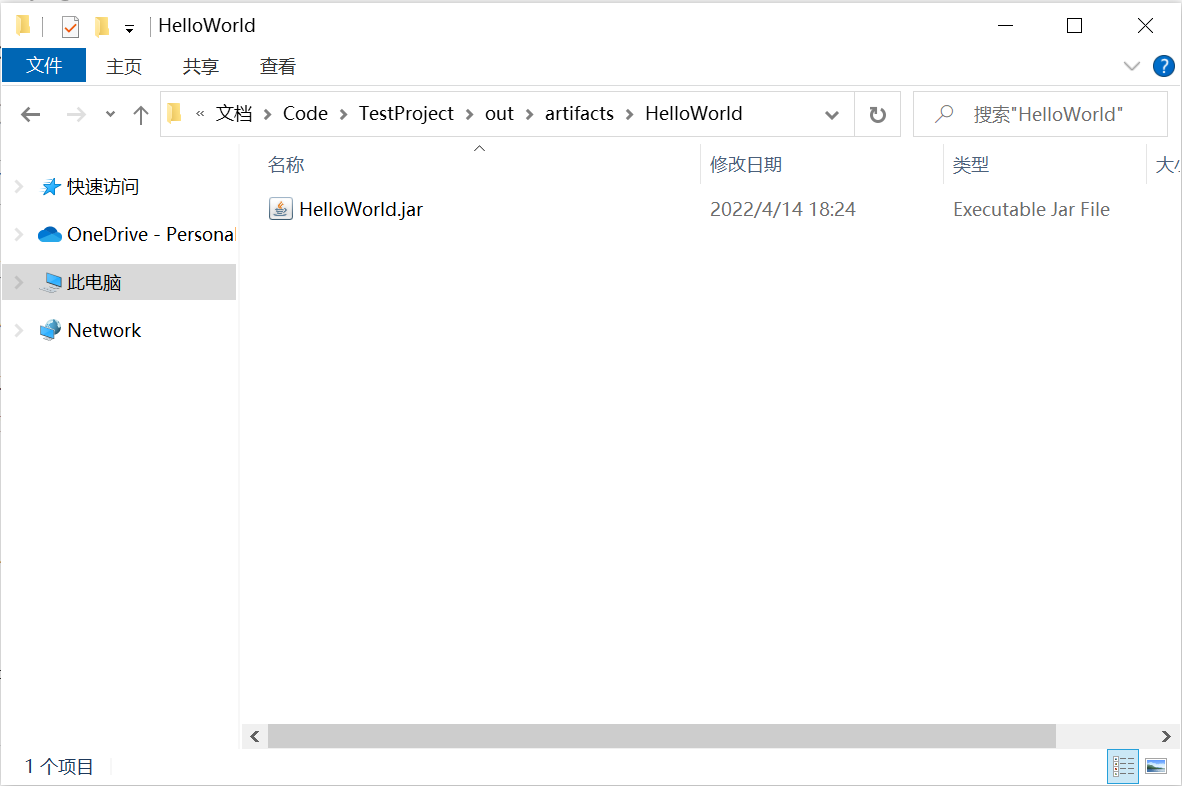 HelloWorld
文件 主页 共享 查看
« 文档 Code TestProject out artifacts HelloWorld 搜索"HelloWorld"
名称 修改日期 类型
快速访问
HelloWorld.jar 2022/4/14 18:24 Executable Jar File
OneDrive - Personal
此电脑
Network
1 个项目